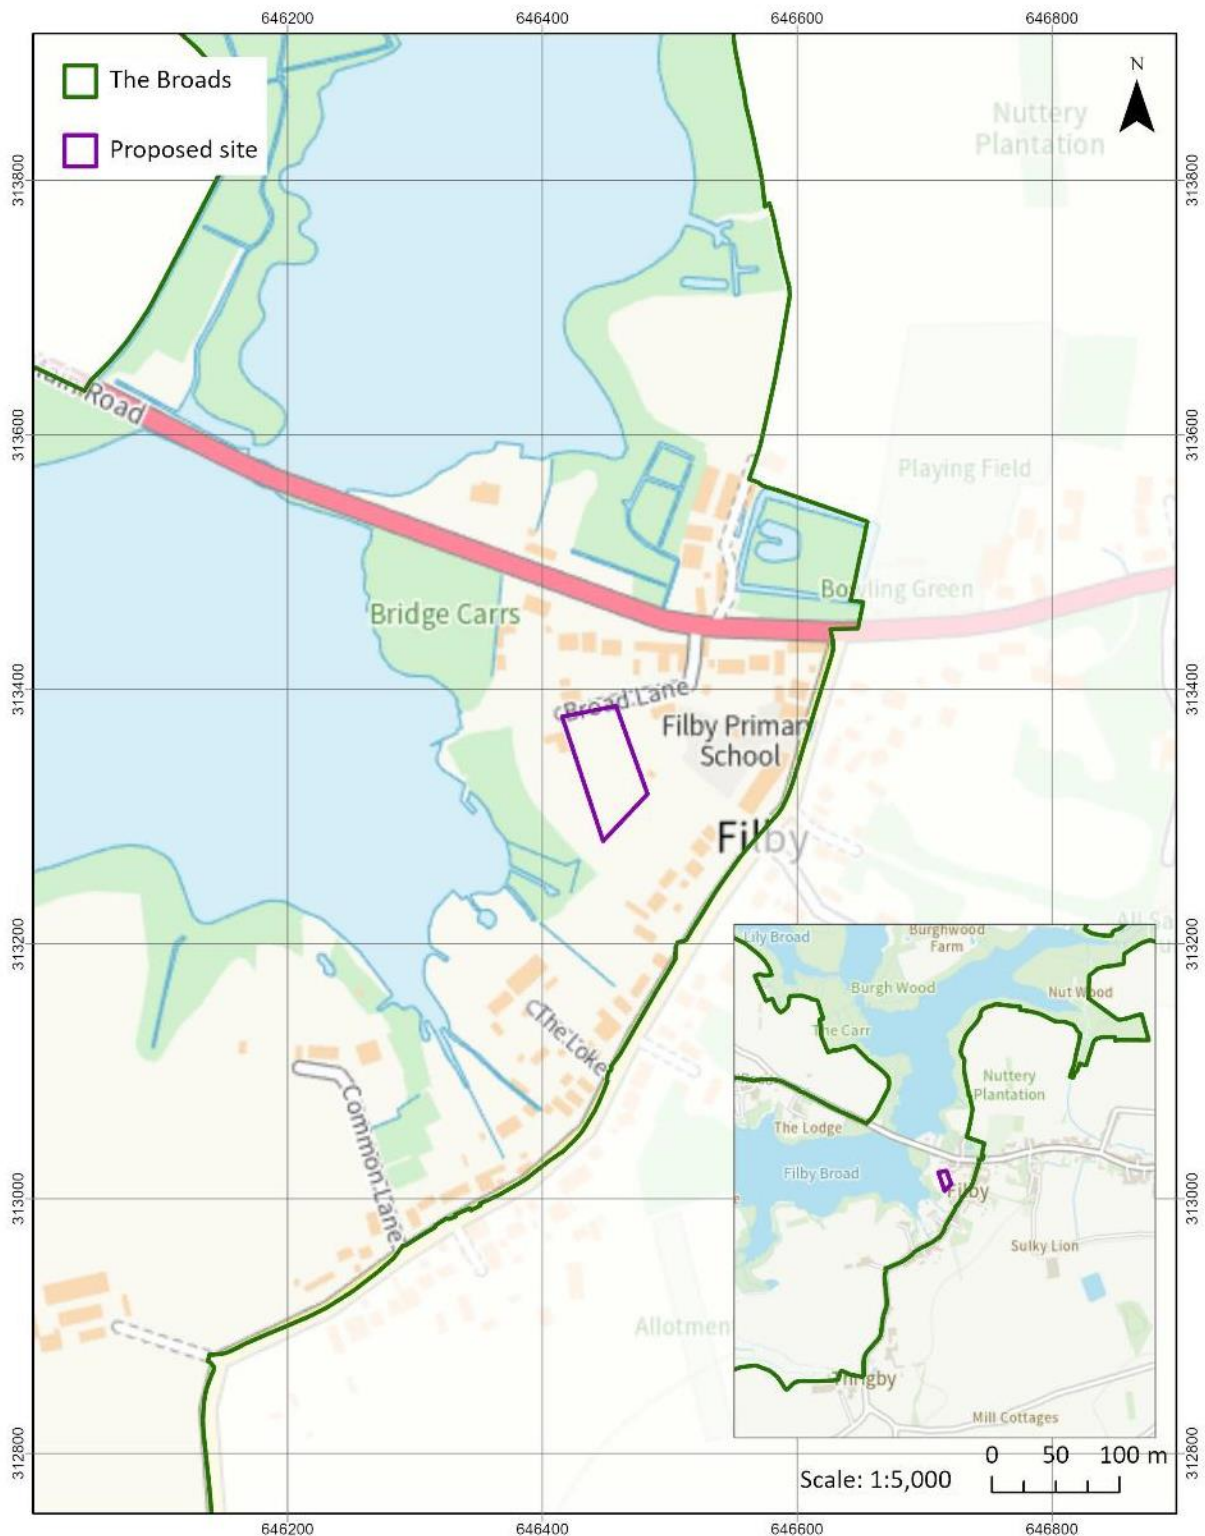 646200 646400 646600 646800
The Broads
Proposed site
N
Nuttery
Plantation
313800 313800
Road
313600 313600
Playing Field
Bowling Green
Bridge Carrs
313400 313400
Broad Lane
Filby Primary
School
Filby
313200 313200
The Loke
Common Lane
313000 313000
Allotmen
312800 312800
Lily Broad
Burghwood
Farm
Burgh Wood
Nut Wood
The Carr
Nuttery
Plantation
The Lodge
Filby Broad
Filby
Sulky Lion
Thrigby
Mill Cottages
0 50 100 m
Scale: 1:5,000
646200 646400 646600 646800